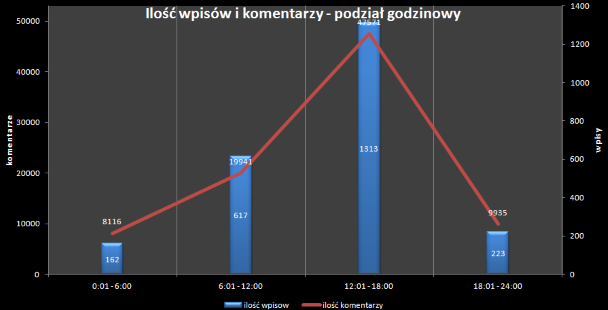 Ilość wpisów i komentarzy - podział godzinowy
50000
40000
30000
20000
10000
0
komentarze
1400
1200
1000
800
600
400
200
0
wpisy
8116
162
19941
617
47571
1313
9935
223
0:01 - 6:00
6:01 - 12:00
12:01 - 18:00
18:01 - 24:00
ilość wpisow
ilość komentarzy